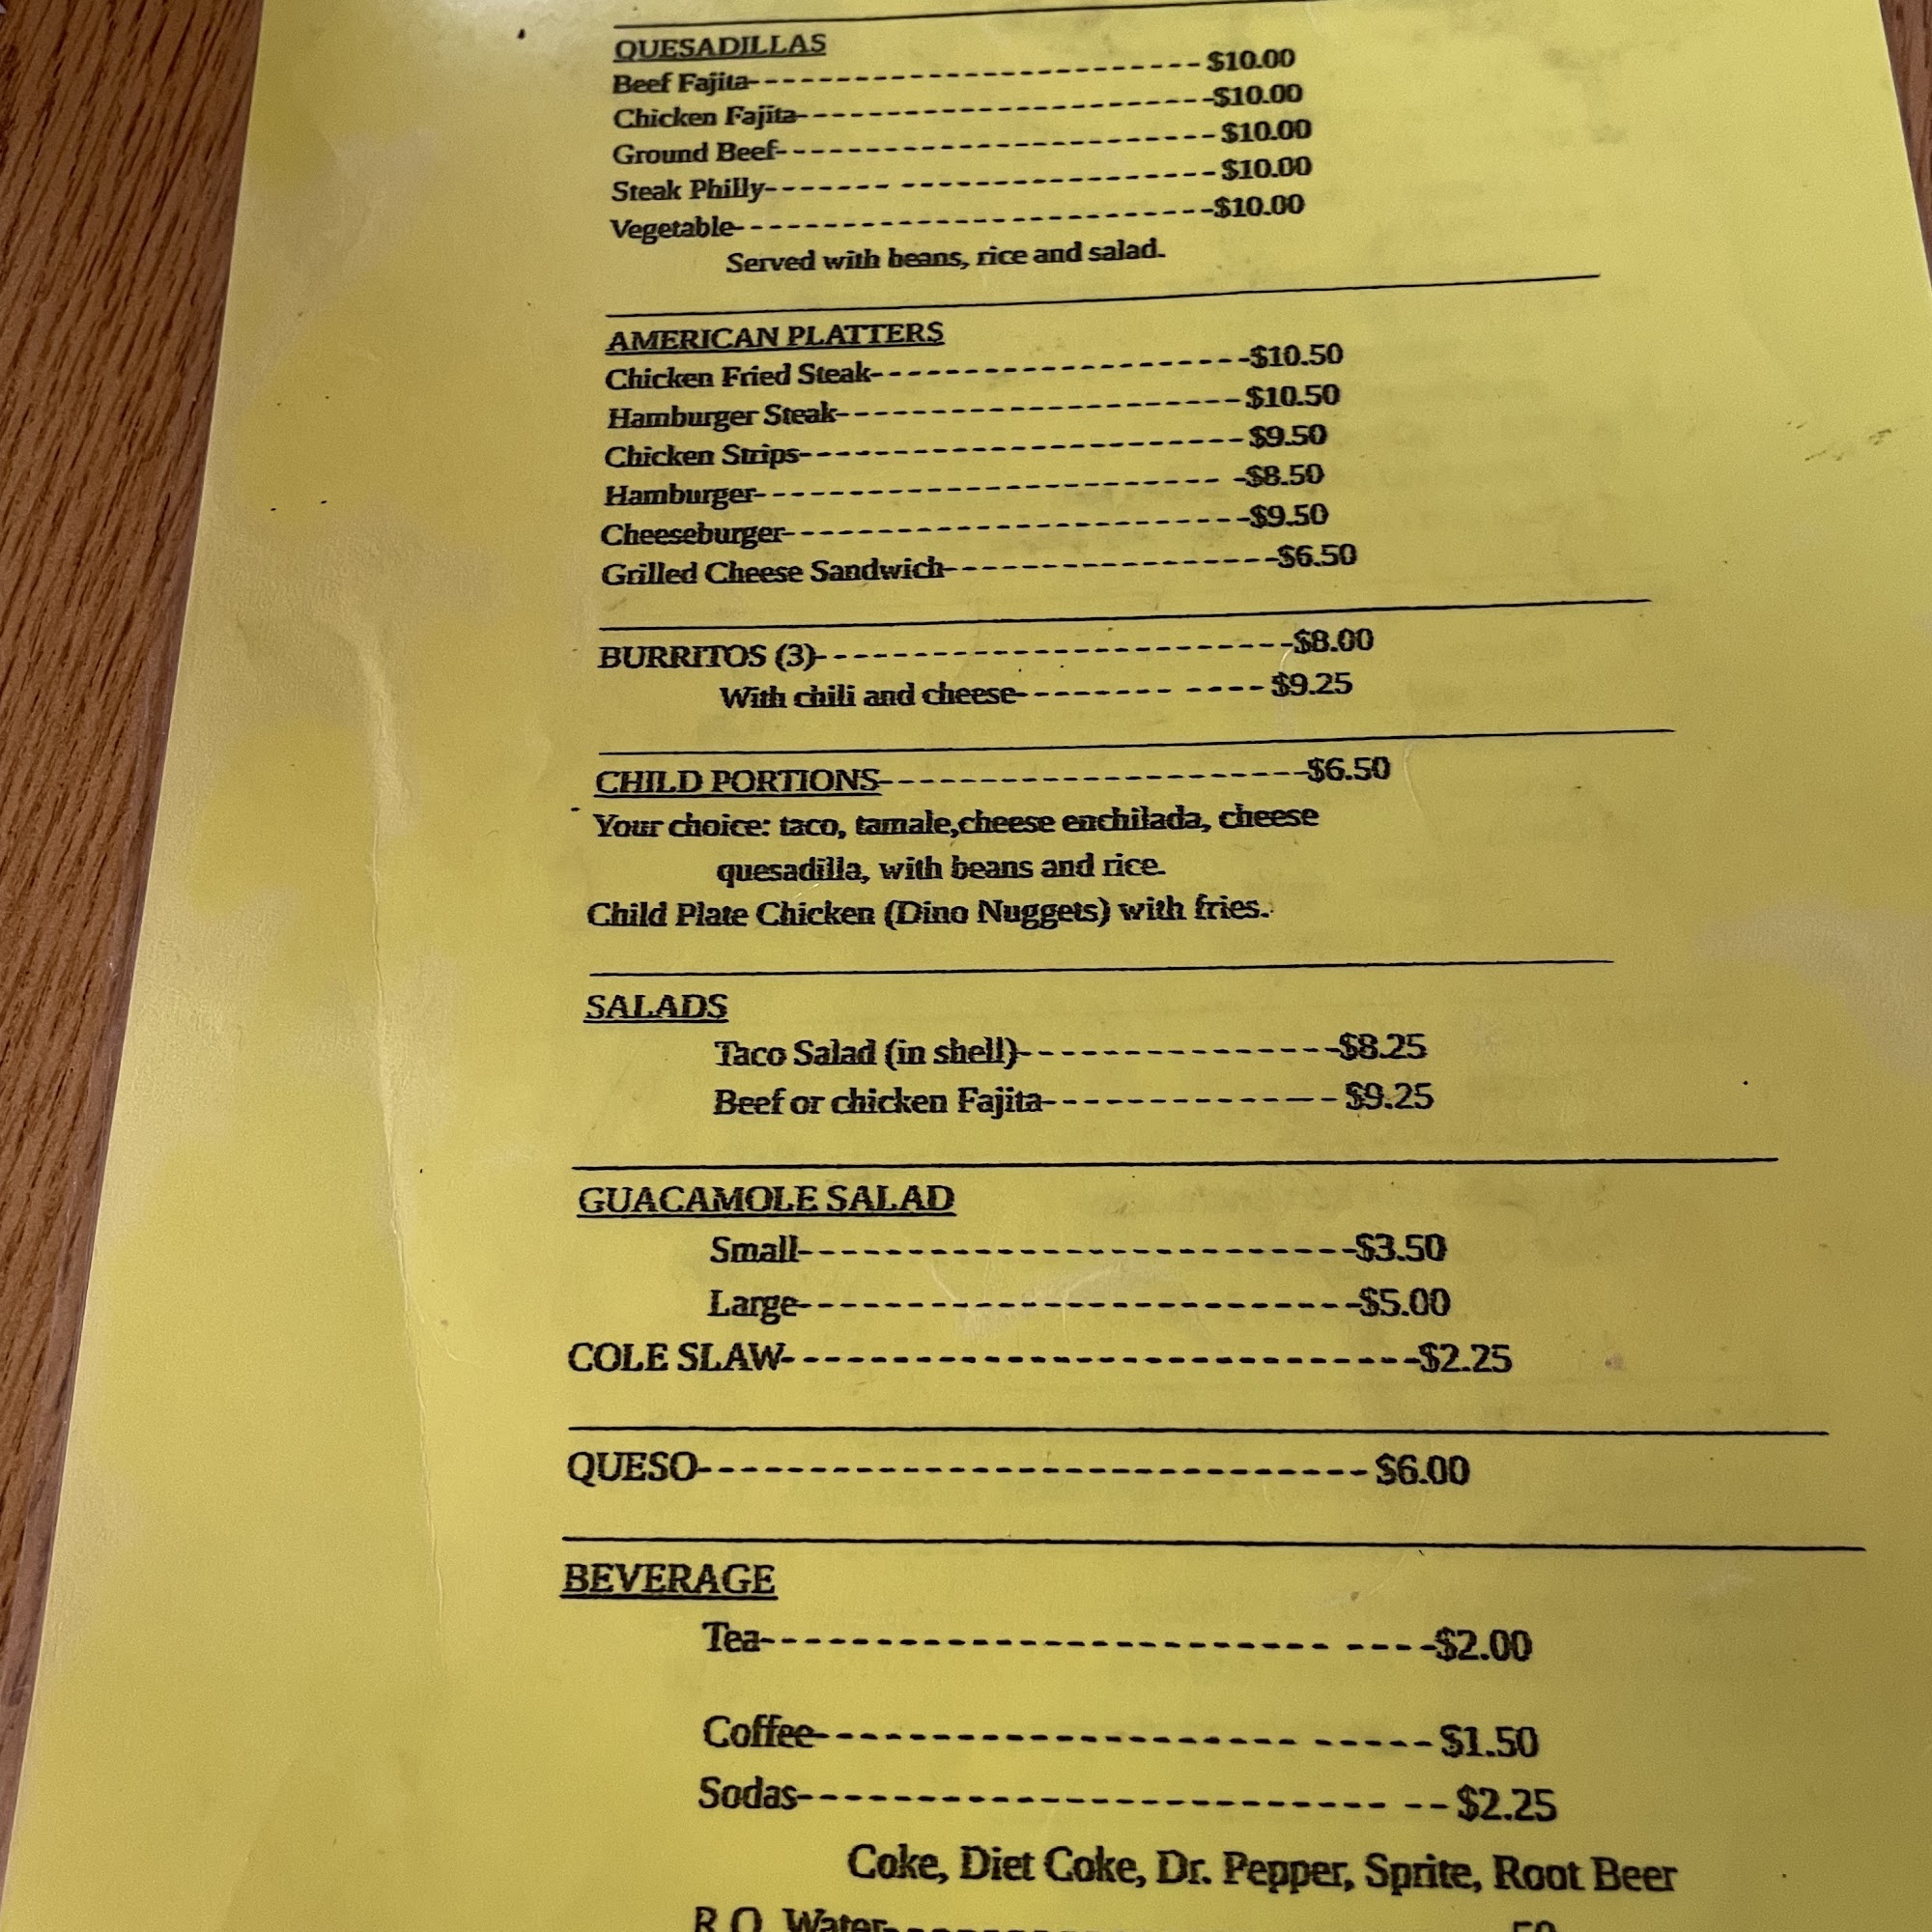 QUESADILLAS
Beef Fajita------------------------- $10.00
Chicken Fajita------------------------$10.00
Ground Beef-------------------------- $10.00
Steak Philly------- ----------------- $10.00
Vegetable-----------------------------$10.00
Served with beans, rice and salad.
AMERICAN PLATTERS
Chicken Fried Steak--------------------$10.50
Hamburger Steak--------------------- $10.50
Chicken Strips----------------------- $9.50
Hamburger------------------------ -$8.50
Cheeseburger-------------------------$9.50
Grilled Cheese Sandwich-----------------$6.50
BURRITOS (3)-------------------------$8.00
With chili and cheese-------- ---- $9.25
CHILD PORTIONS----------------------$6.50
Your choice: taco, tamale,cheese enchilada, cheese
quesadilla, with beans and rice.
Child Plate Chicken (Dino Nuggets) with fries.
SALADS
Taco Salad (in shell)----------------$8.25
Beef or chicken Fajita--------------- $9.25
GUACAMOLE SALAD
Small---------------------------$3.50
Large---------------------------$5.00
COLE SLAW------------------------------$2.25
QUESO-------------------------------- $6.00
BEVERAGE
Tea-------------------------- ----$2.00
Coffee---------------------- ----- $1.50
Sodas-------------------------- -- $2.25
Coke, Diet Coke, Dr. Pepper, Sprite, Root Beer
R.O. Water---------------------------- .50